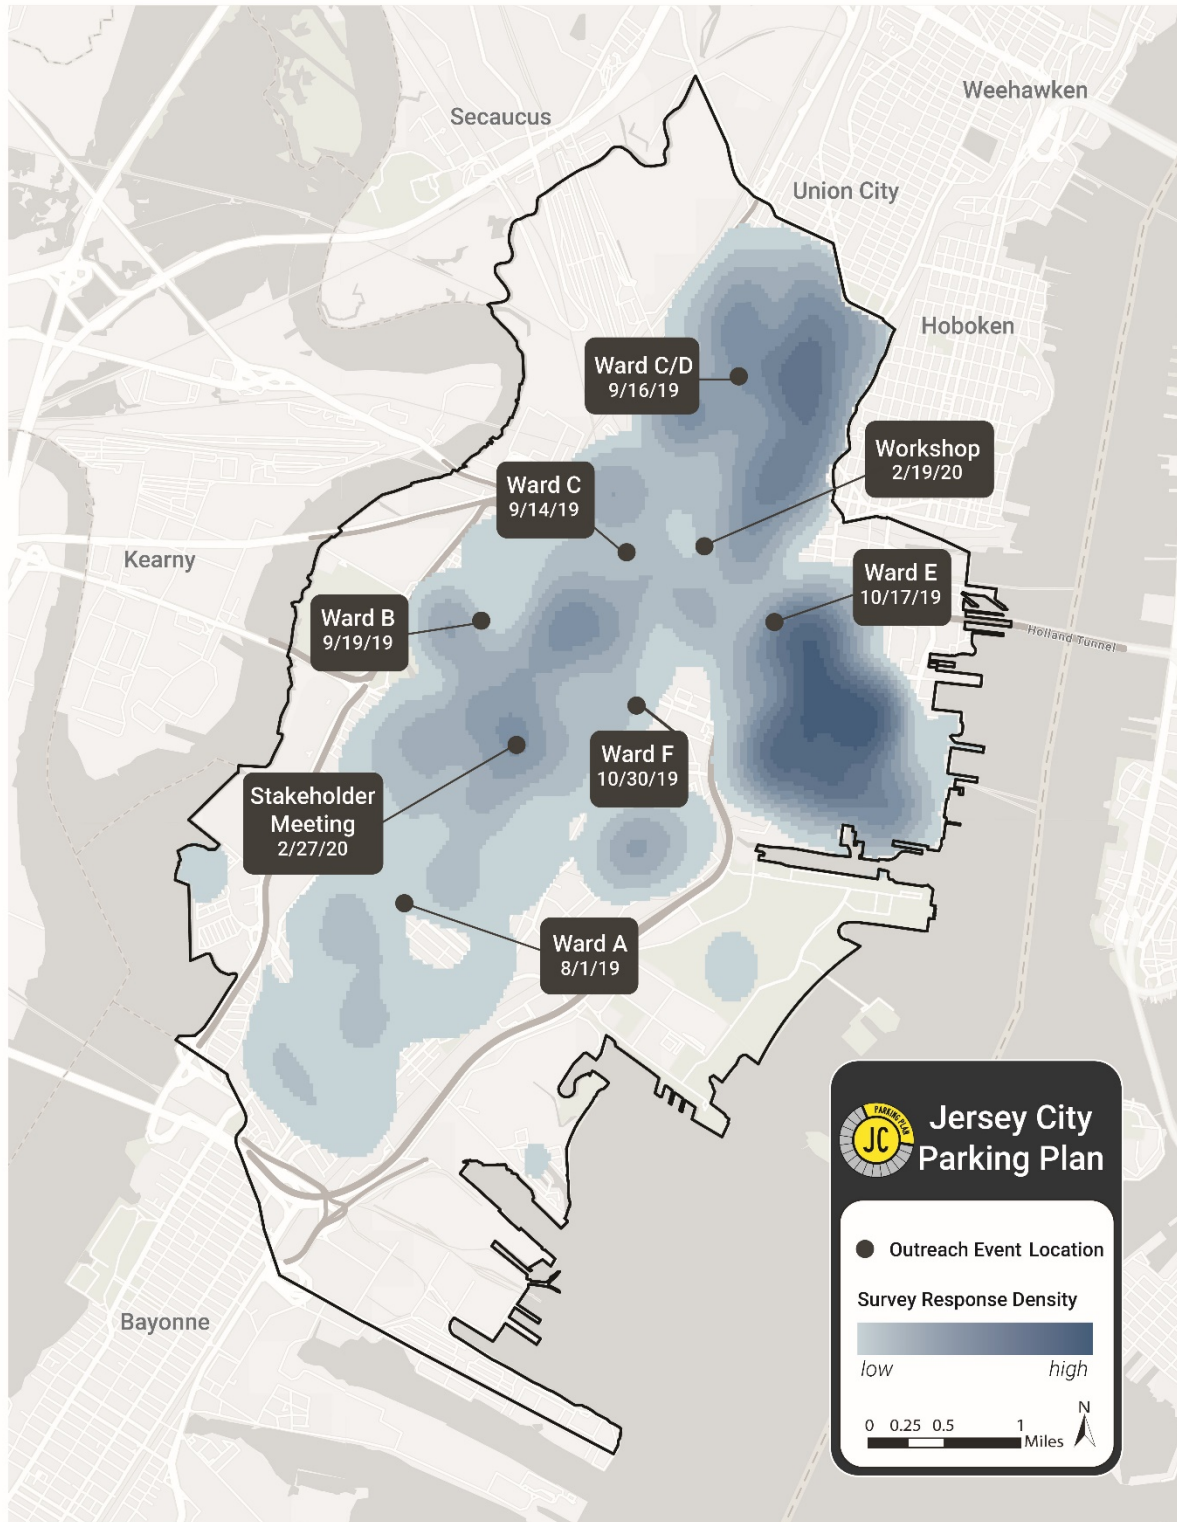 Weehawken
Secaucus
Union City
Hoboken
Ward C/D
9/16/19
Workshop
2/19/20
Ward C
9/14/19
Kearny
Ward E
10/17/19
Ward B
9/19/19
Holland Tunnel
Ward F
10/30/19
Stakeholder
Meeting
2/27/20
Ward A
8/1/19
PARKING PLAN
JC
Jersey City
Parking Plan
Outreach Event Location
Survey Response Density
low high
N
0 0.25 0.5 1
Miles
Bayonne